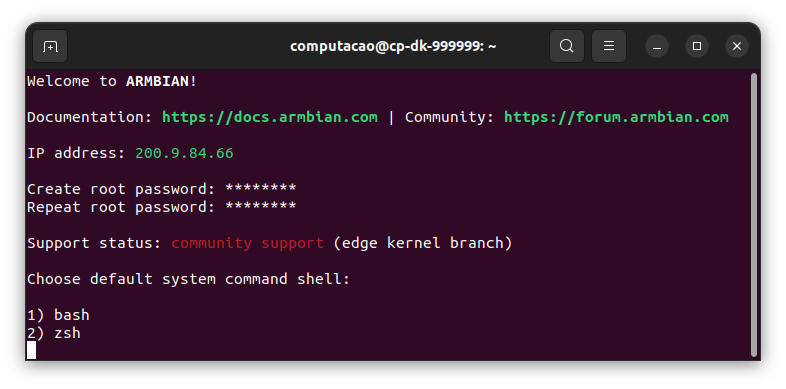 computacao@cp-dk-999999: ~
Welcome to ARMBIAN!
Documentation: https://docs.armbian.com | Community: https://forum.armbian.com
IP address: 200.9.84.66
Create root password: ********
Repeat root password: ********
Support status: community support (edge kernel branch)
Choose default system command shell:
1) bash
2) zsh